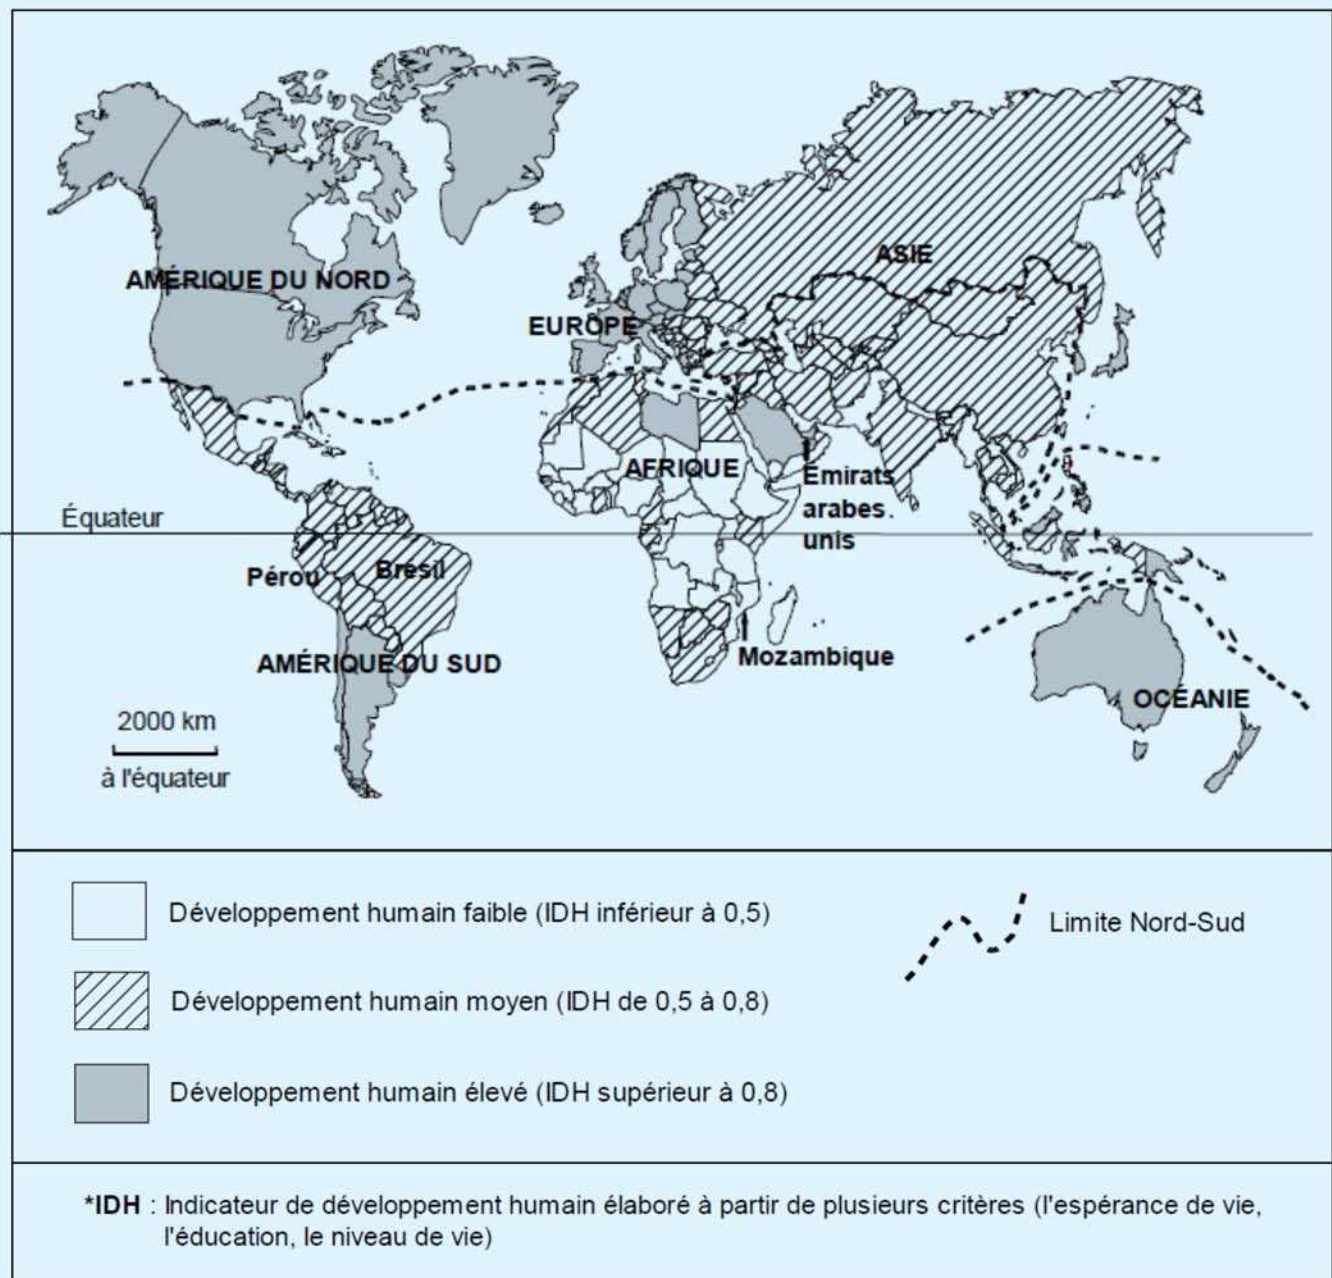 AMÉRIQUE DU NORD
ASIE
EUROPE
AFRIQUE
Émirats
arabes.
unis
Équateur
Pérou
Bresil
Mozambique
AMÉRIQUE DU SUD
OCÉANIE
2000 km
à l'équateur
Développement humain faible (IDH inférieur à 0,5)
Limite Nord-Sud
Développement humain moyen (IDH de 0,5 à 0,8)
Développement humain élevé (IDH supérieur à 0,8)
*IDH : Indicateur de développement humain élaboré à partir de plusieurs critères (l'espérance de vie,
l'éducation, le niveau de vie)